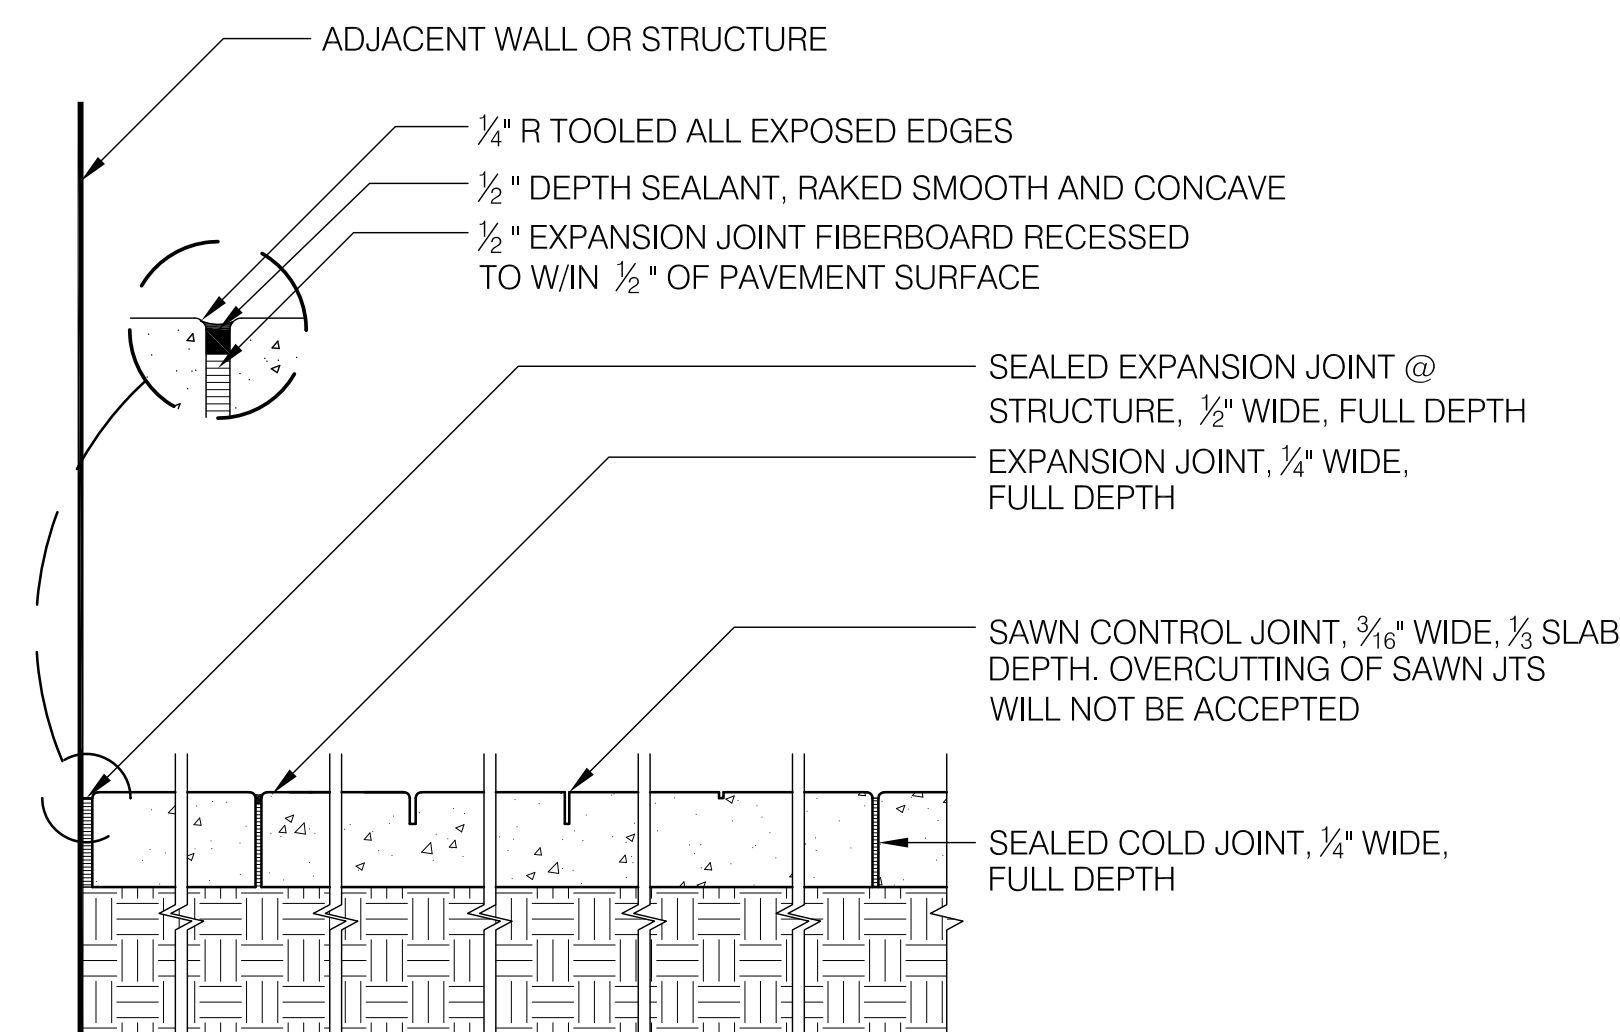 ADJACENT WALL OR STRUCTURE
¼" R TOOLED ALL EXPOSED EDGES
½ " DEPTH SEALANT, RAKED SMOOTH AND CONCAVE
½ " EXPANSION JOINT FIBERBOARD RECESSED
TO W/IN ½ " OF PAVEMENT SURFACE
SEALED EXPANSION JOINT @
STRUCTURE, ½" WIDE, FULL DEPTH
EXPANSION JOINT, ¼" WIDE,
FULL DEPTH
SAWN CONTROL JOINT, 3⁄16" WIDE, ⅓ SLAB
DEPTH. OVERCUTTING OF SAWN JTS
WILL NOT BE ACCEPTED
SEALED COLD JOINT, ¼" WIDE,
FULL DEPTH